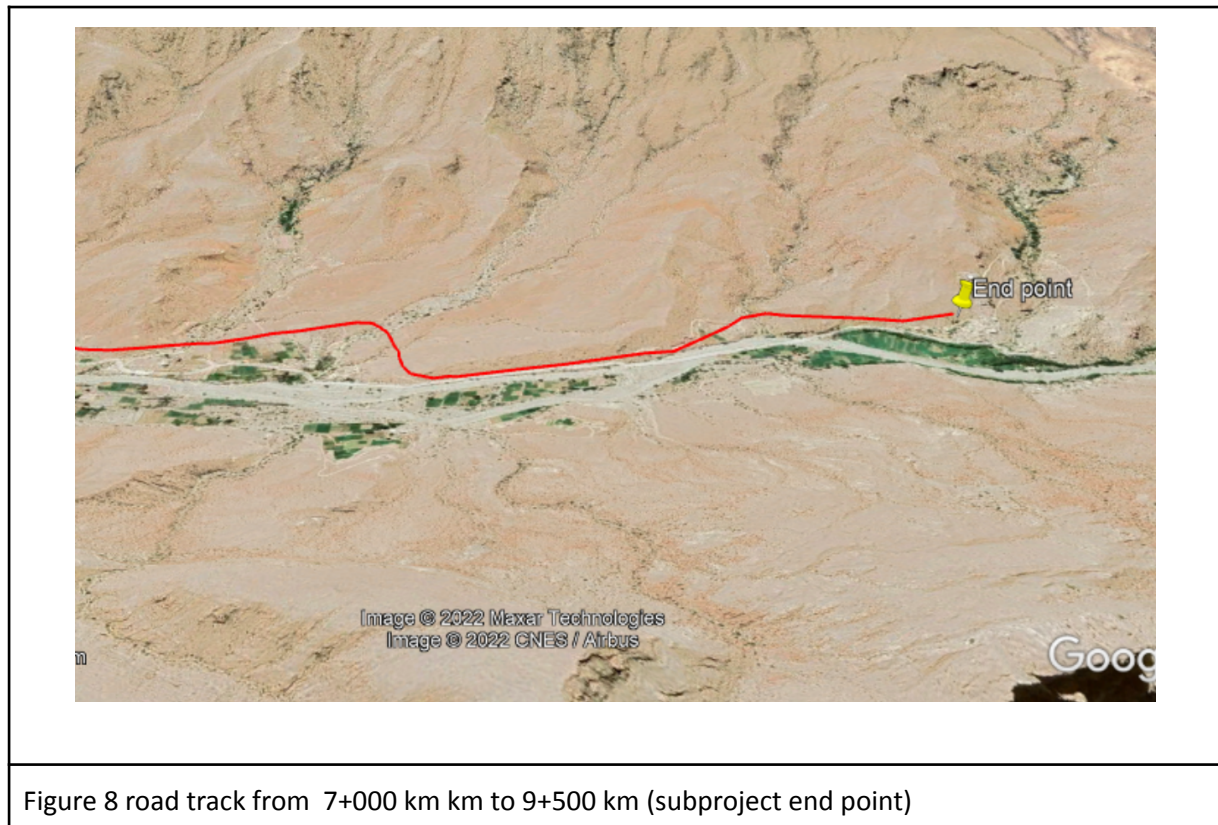 End point
Image © 2022 Maxar Technologies
Image © 2022 CNES / Airbus
m
Goog
Figure 8 road track from 7+000 km km to 9+500 km (subproject end point)